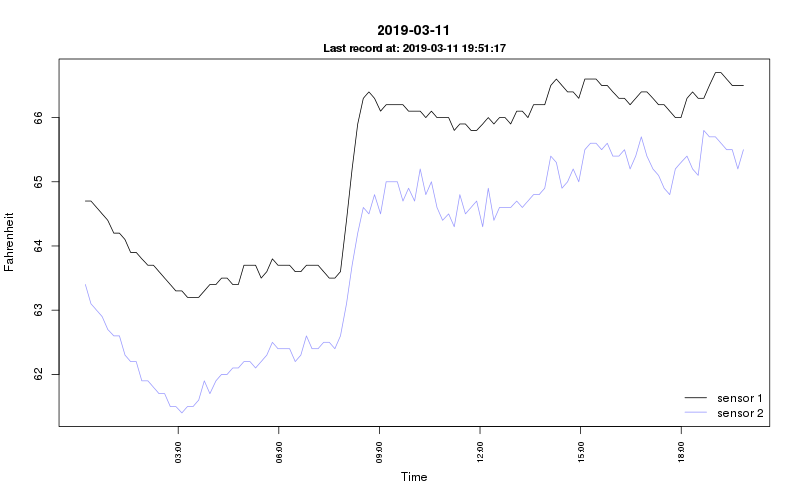 2019-03-11
Last record at: 2019-03-11 19:51:17
Fahrenheit
66
65
64
63
62
sensor 1
sensor 2
03:00 06:00 09:00 12:00 15:00 18:00
Time